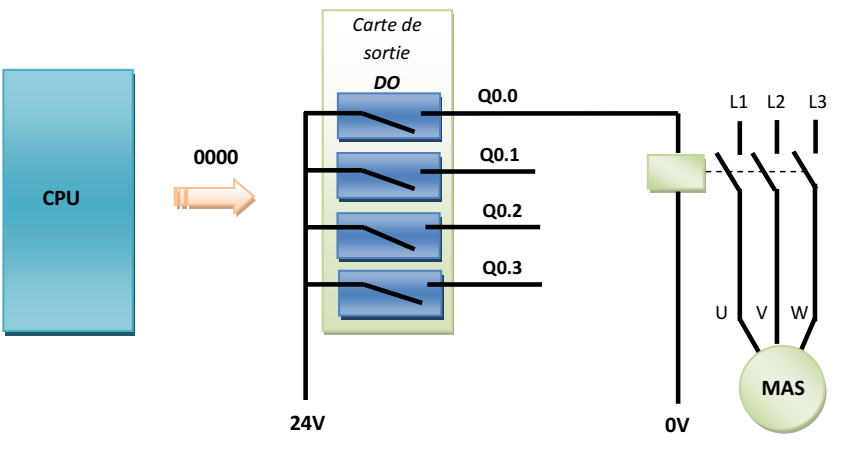 Carte de
sortie
DO
Q0.0
L1 L2 L3
0000
Q0.1
CPU
Q0.2
Q0.3
U V W
MAS
24V
0V